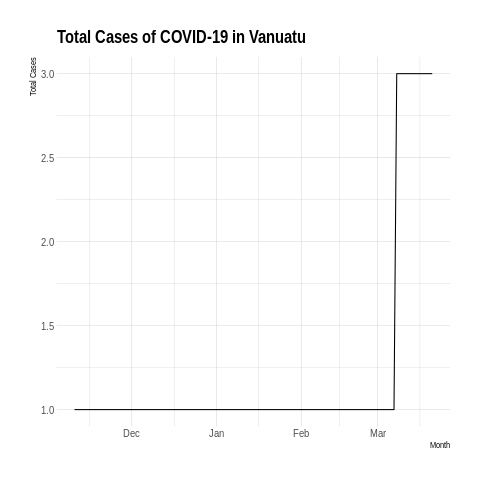 Total Cases of COVID-19 in Vanuatu
Total Cases
3.0
2.5
2.0
1.5
1.0
Dec Jan Feb Mar
Month